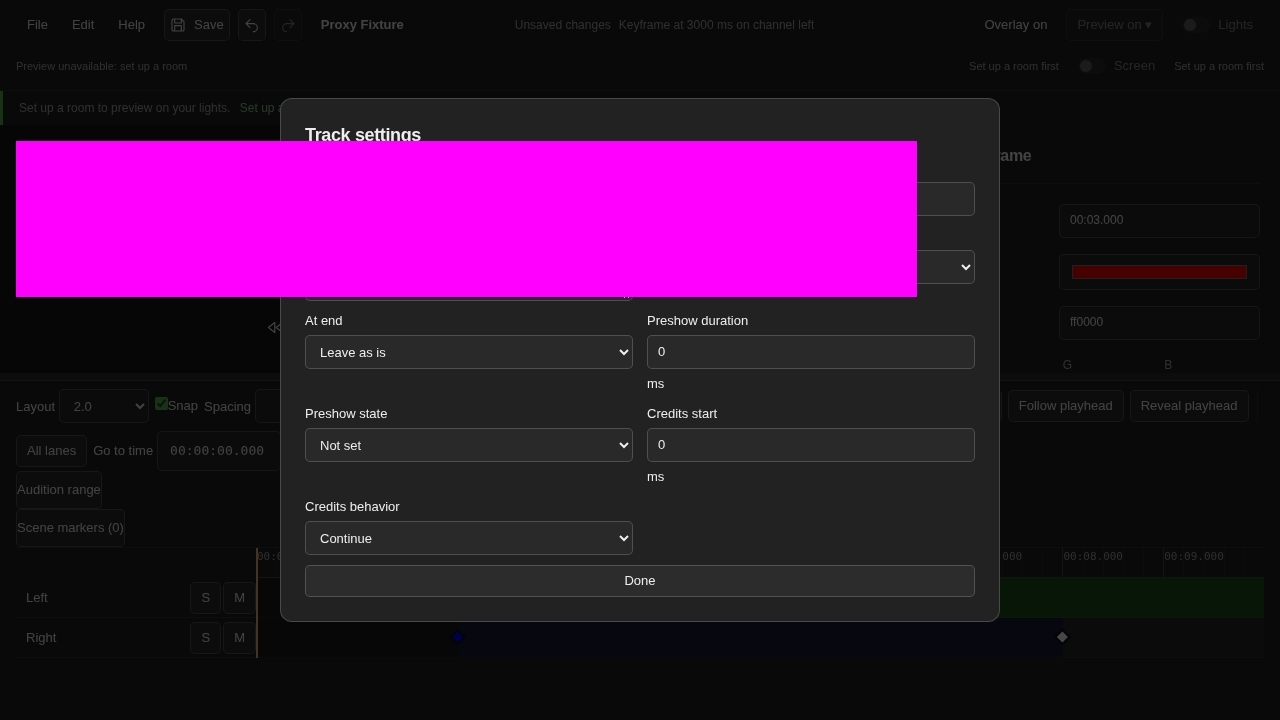 File Edit Help Save Proxy Fixture Unsaved changes Keyframe at 3000 ms on channel left Overlay on Preview on ▾ Lights
Preview unavailable: set up a room Set up a room first Screen Set up a room first
Set up a room to preview on your lights. Set up
Track settings
00:03.000
ff0000
At end Preshow duration
Leave as is 0
ms
G B
Layout 2.0 Snap Spacing Follow playhead Reveal playhead
Preshow state Credits start
Not set 0
ms
All lanes Go to time 00:00:00.000
Audition range
Credits behavior
Scene markers (0)
Continue
00:08.000 00:09.000
Done
Left S M
Right S M